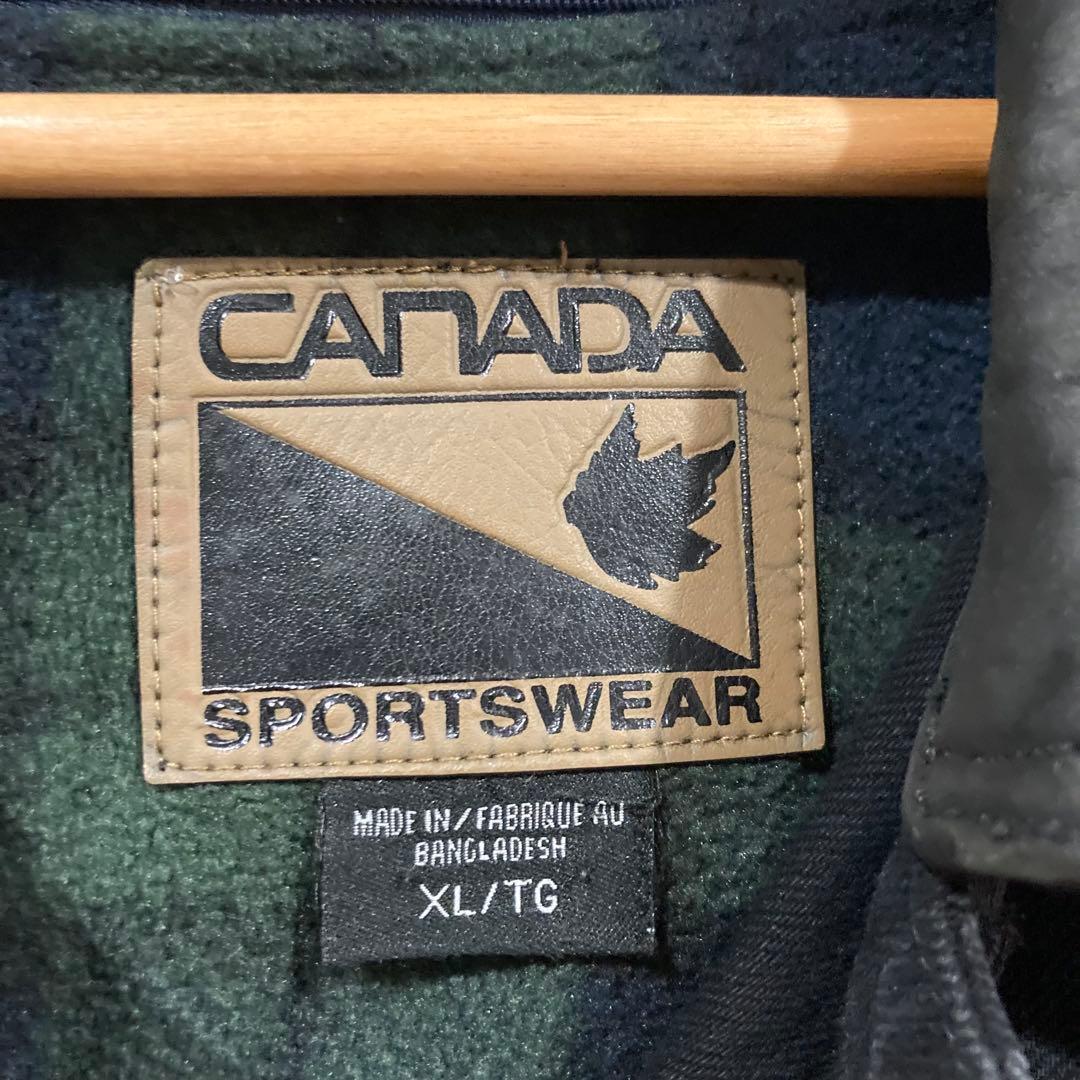 CANADA
SPORTSWEAR
MADE IN/FABRIQUE AU
BANGLADESH
XL/TG